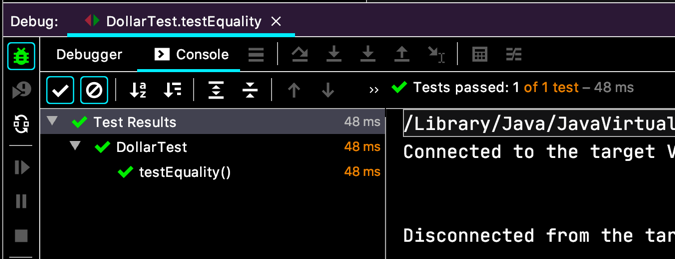 Debug: DollarTest.testEquality ×
Debugger Console
Tests passed: 1 of 1 test – 48 ms
Test Results 48 ms
DollarTest 48 ms
testEquality() 48 ms
/Library/Java/JavaVirtual
Connected to the target V
Disconnected from the tar